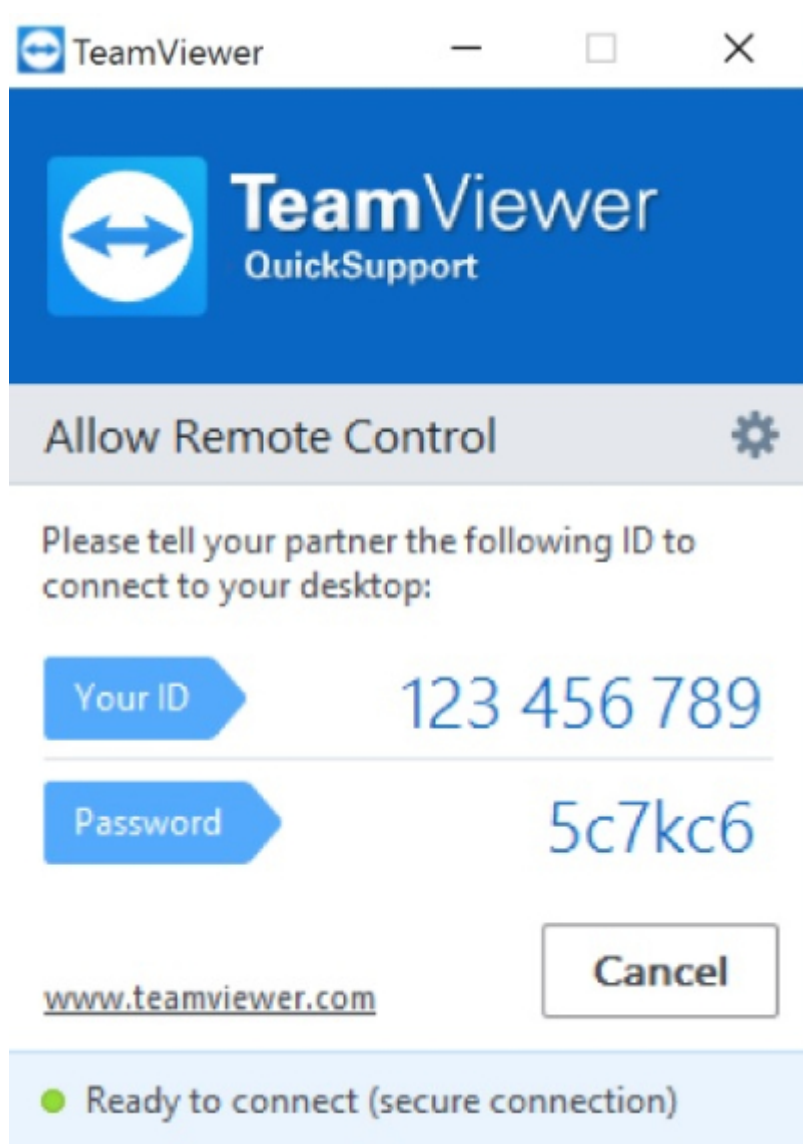 TeamViewer
TeamViewer
QuickSupport
Allow Remote Control
Please tell your partner the following ID to
connect to your desktop:
Your ID 123 456 789
Password 5c7kc6
www.teamviewer.com Cancel
Ready to connect (secure connection)